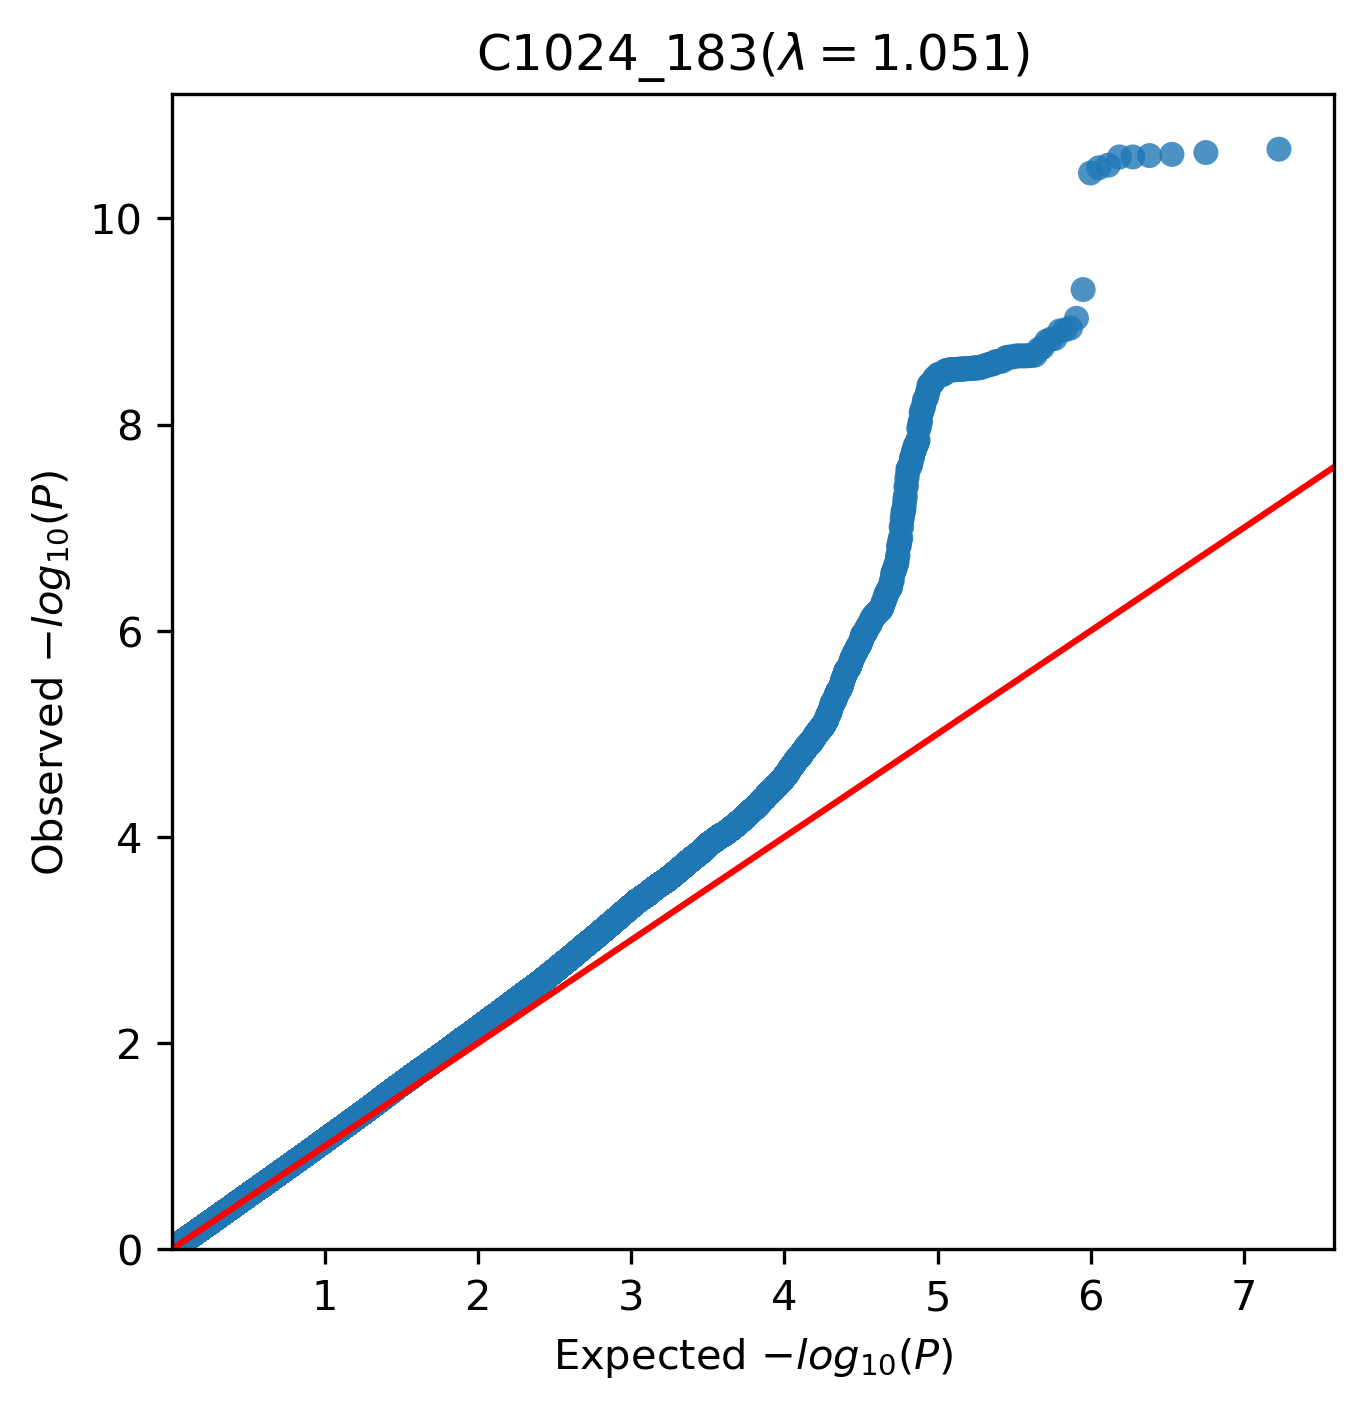 C1024_183(λ = 1.051)
10
8
6
4
2
0
Observed −log₁₀(P)
1 2 3 4 5 6 7
Expected −log₁₀(P)